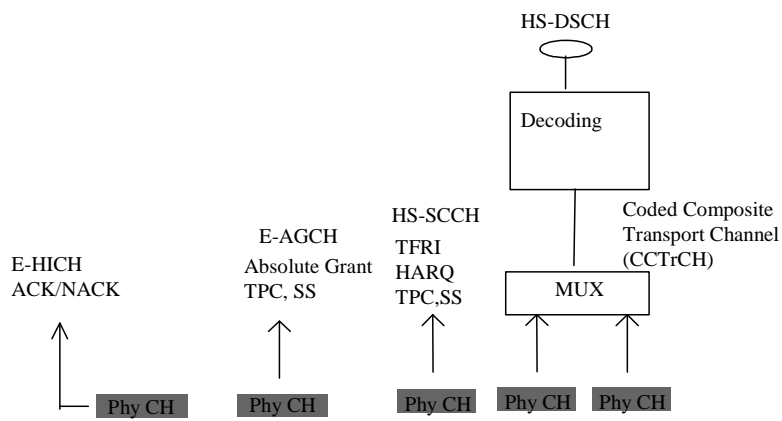 HS-DSCH
Decoding
Coded Composite
Transport Channel
(CCTrCH)
HS-SCCH
TFRI
HARQ
TPC,SS
E-AGCH
Absolute Grant
TPC, SS
E-HICH
ACK/NACK
MUX
Phy CH
Phy CH
Phy CH
Phy CH
Phy CH